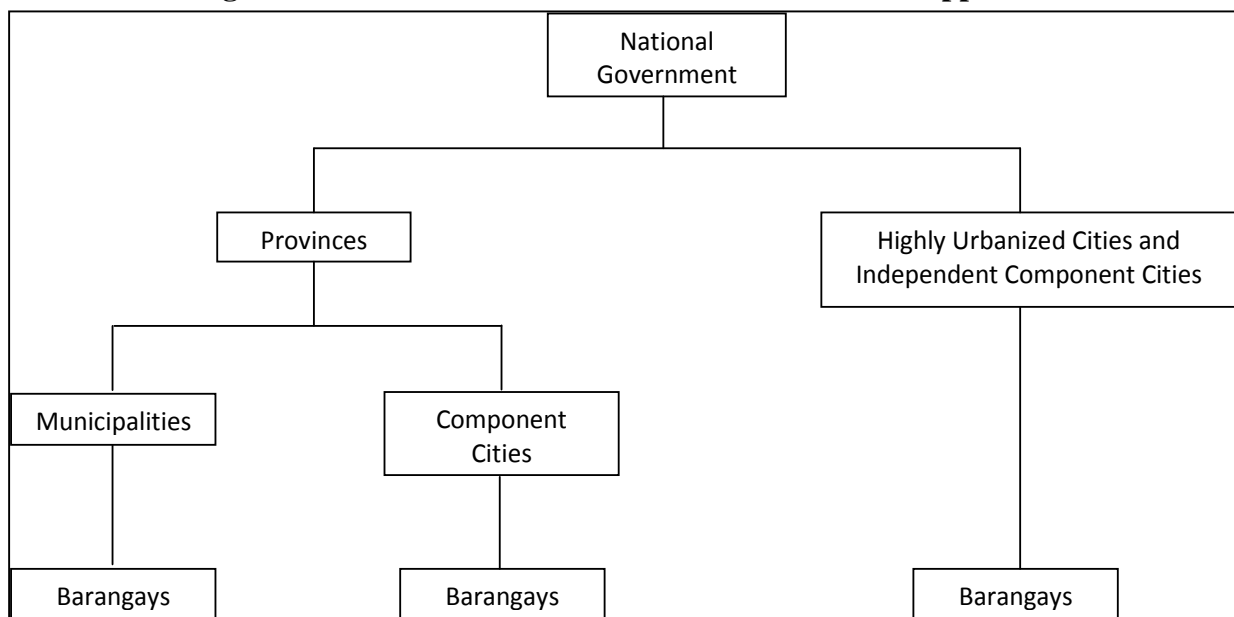 National
Government
Provinces
Highly Urbanized Cities and
Independent Component Cities
Municipalities
Component
Cities
Barangays
Barangays
Barangays